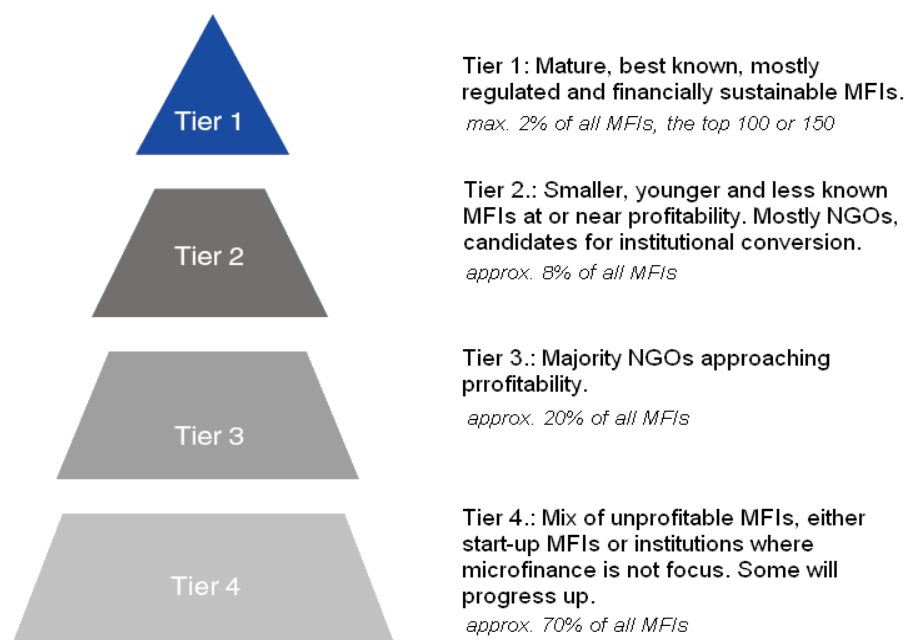 Tier 1
Tier 1: Mature, best known, mostly
regulated and financially sustainable MFIs.
max. 2% of all MFIs, the top 100 or 150
Tier 2
Tier 2.: Smaller, younger and less known
MFIs at or near profitability. Mostly NGOs,
candidates for institutional conversion.
approx. 8% of all MFIs
Tier 3
Tier 3.: Majority NGOs approaching
prrofitability.
approx. 20% of all MFIs
Tier 4
Tier 4.: Mix of unprofitable MFIs, either
start-up MFIs or institutions where
microfinance is not focus. Some will
progress up.
approx. 70% of all MFIs